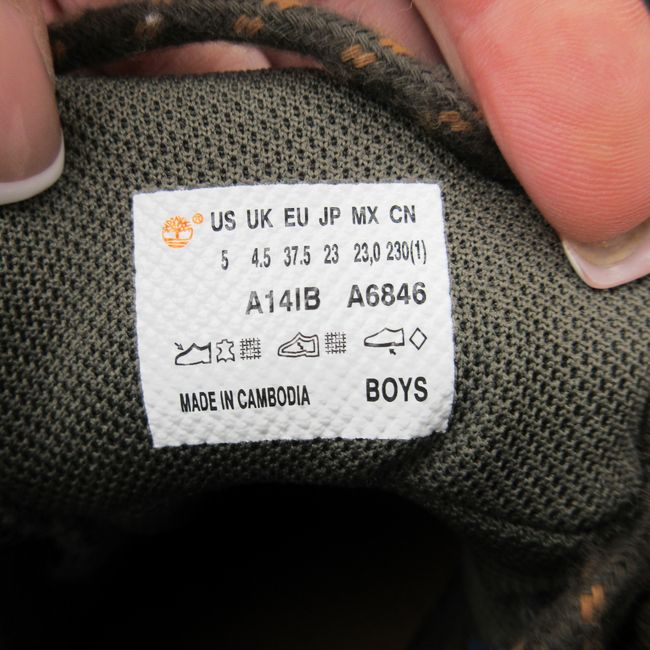 ® US UK EU JP MX CN
5 4.5 37.5 23 23,0 230(1)
A14IB A6846
MADE IN CAMBODIA BOYS